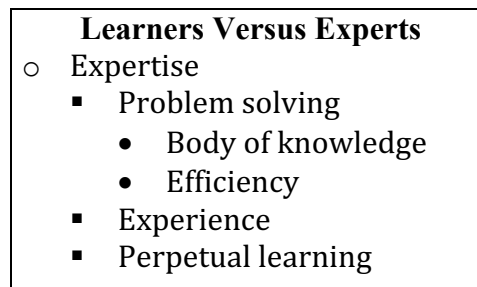 Learners Versus Experts
o Expertise
▪ Problem solving
• Body of knowledge
• Efficiency
▪ Experience
▪ Perpetual learning